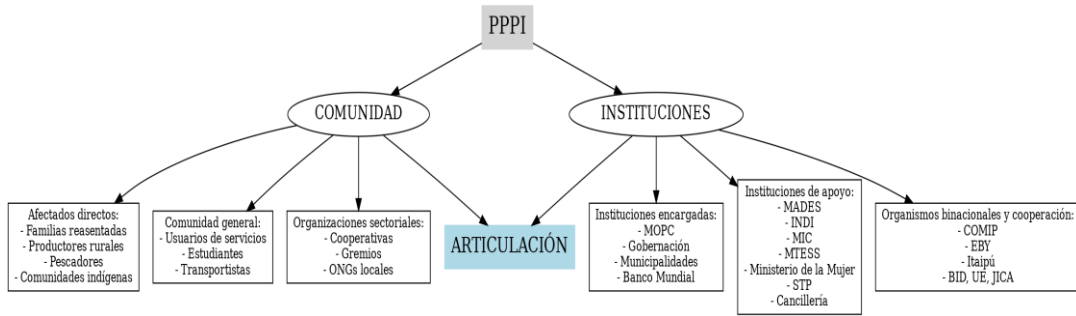 PPPI
COMUNIDAD
INSTITUCIONES
Afectados directos:
- Familias reasentadas
- Productores rurales
- Pescadores
- Comunidades indígenas
Comunidad general:
- Usuarios de servicios
- Estudiantes
- Transportistas
Organizaciones sectoriales:
- Cooperativas
- Gremios
- ONGs locales
ARTICULACIÓN
Instituciones encargadas:
- MOPC
- Gobernación
- Municipalidades
- Banco Mundial
Instituciones de apoyo:
- MADES
- INDI
- MIC
- MTESS
- Ministerio de la Mujer
- STP
- Cancillería
Organismos binacionales y cooperación:
- COMIP
- EBY
- Itaipú
- BID, UE, JICA